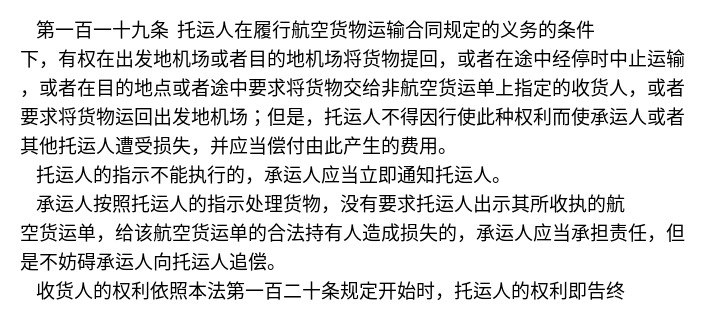 第一百一十九条 托运人在履行航空货物运输合同规定的义务的条件
下，有权在出发地机场或者目的地机场将货物提回，或者在途中经停时中止运输
，或者在目的地点或者途中要求将货物交给非航空货运单上指定的收货人，或者
要求将货物运回出发地机场；但是，托运人不得因行使此种权利而使承运人或者
其他托运人遭受损失，并应当偿付由此产生的费用。
托运人的指示不能执行的，承运人应当立即通知托运人。
承运人按照托运人的指示处理货物，没有要求托运人出示其所收执的航
空货运单，给该航空货运单的合法持有人造成损失的，承运人应当承担责任，但
是不妨碍承运人向托运人追偿。
收货人的权利依照本法第一百二十条规定开始时，托运人的权利即告终